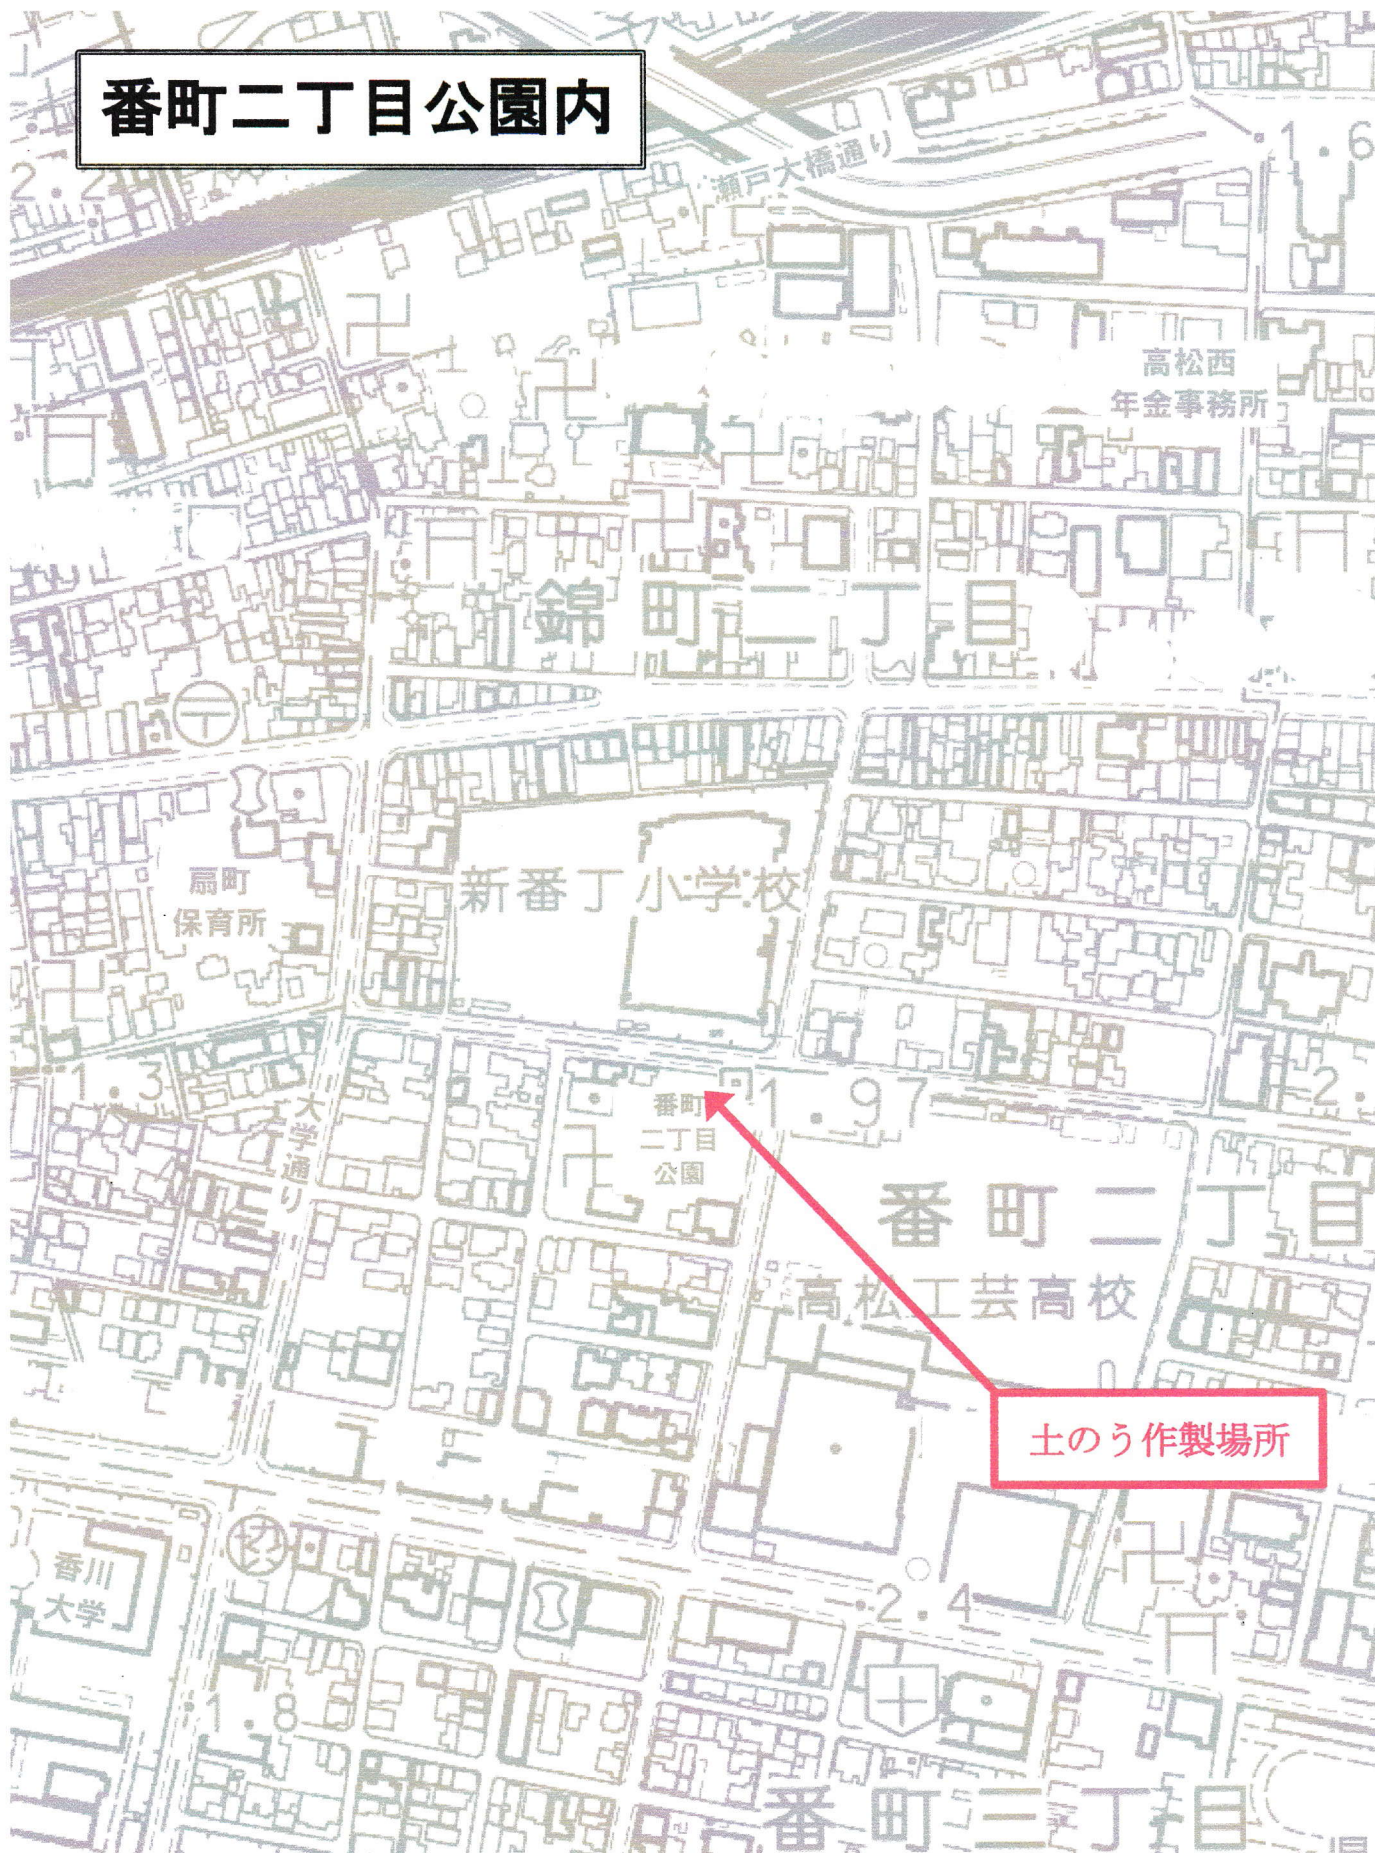 番町二丁目公園内
2.2
瀬戸大橋通り
1.6
高松西
年金事務所
錦町二丁目
扇町
保育所
新番丁小学校
1.3
大学通り
番町
二丁目
公園
1.97
2.
番町二丁目
高松工芸高校
土のう作製場所
香川
大学
2.4
1.8
番町三丁目